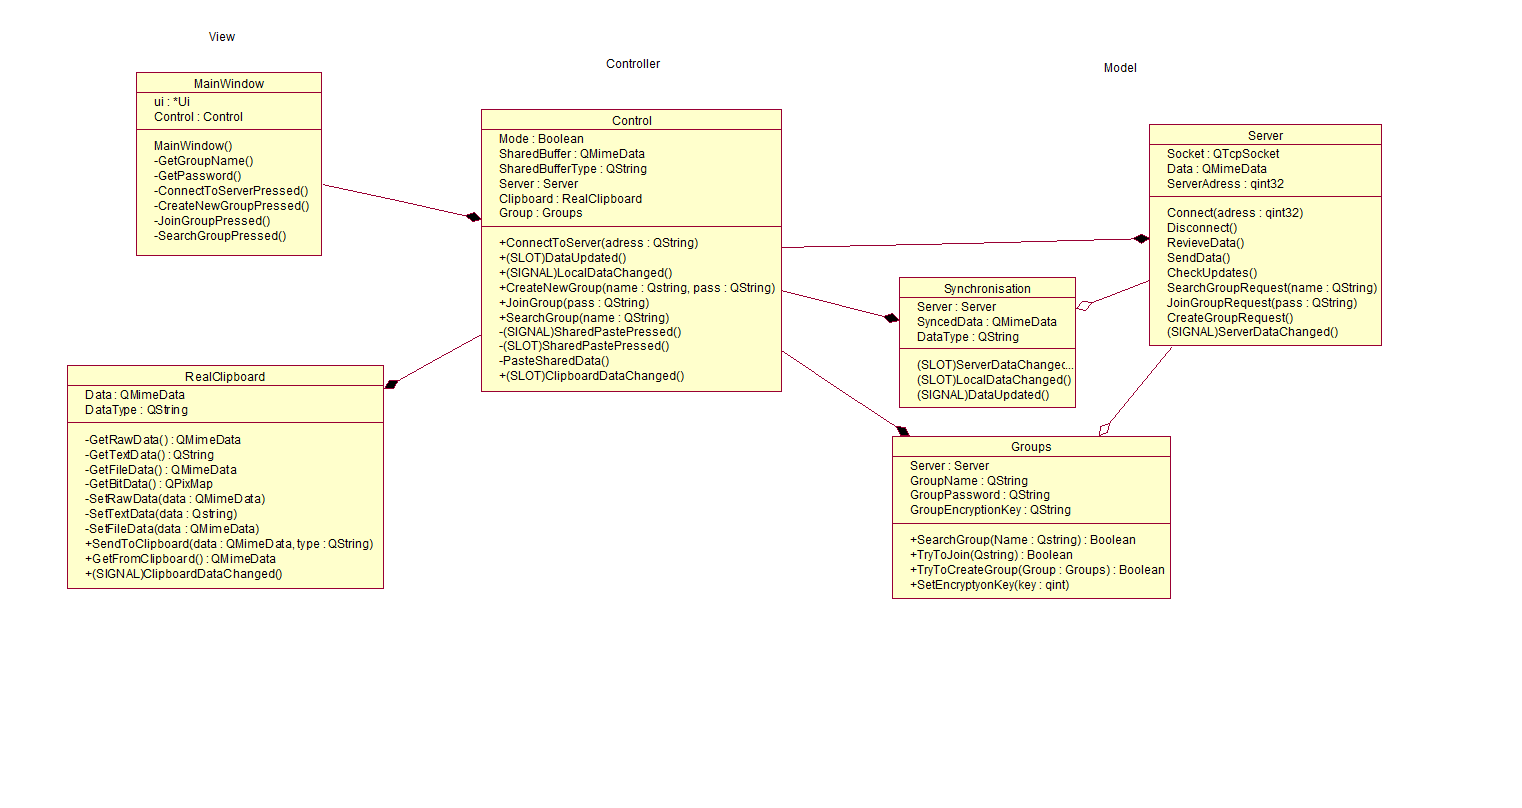 View
Controller
Model
MainWindow
ui : *Ui
Control : Control
MainWindow()
-GetGroupName()
-GetPassword()
-ConnectToServerPressed()
-CreateNewGroupPressed()
-JoinGroupPressed()
-SearchGroupPressed()
Control
Mode : Boolean
SharedBuffer : QMimeData
SharedBufferType : QString
Server : Server
Clipboard : RealClipboard
Group : Groups
+ConnectToServer(adress : QString)
+(SLOT)DataUpdated()
+(SIGNAL)LocalDataChanged()
+CreateNewGroup(name : Qstring, pass : QString)
+JoinGroup(pass : QString)
+SearchGroup(name : QString)
-(SIGNAL)SharedPastePressed()
-(SLOT)SharedPastePressed()
-PasteSharedData()
+(SLOT)ClipboardDataChanged()
Server
Socket : QTcpSocket
Data : QMimeData
ServerAdress : qint32
Connect(adress : qint32)
Disconnect()
RevieveData()
SendData()
CheckUpdates()
SearchGroupRequest(name : QString)
JoinGroupRequest(pass : QString)
CreateGroupRequest()
(SIGNAL)ServerDataChanged()
Synchronisation
Server : Server
SyncedData : QMimeData
DataType : QString
(SLOT)ServerDataChangec...
(SLOT)LocalDataChanged()
(SIGNAL)DataUpdated()
RealClipboard
Data : QMimeData
DataType : QString
-GetRawData() : QMimeData
-GetTextData() : QString
-GetFileData() : QMimeData
-GetBitData() : QPixMap
-SetRawData(data : QMimeData)
-SetTextData(data : Qstring)
-SetFileData(data : QMimeData)
+SendToClipboard(data : QMimeData, type : QString)
+GetFromClipboard() : QMimeData
+(SIGNAL)ClipboardDataChanged()
Groups
Server : Server
GroupName : QString
GroupPassword : QString
GroupEncryptionKey : QString
+SearchGroup(Name : Qstring) : Boolean
+TryToJoin(Qstring) : Boolean
+TryToCreateGroup(Group : Groups) : Boolean
+SetEncryptyonKey(key : qint)